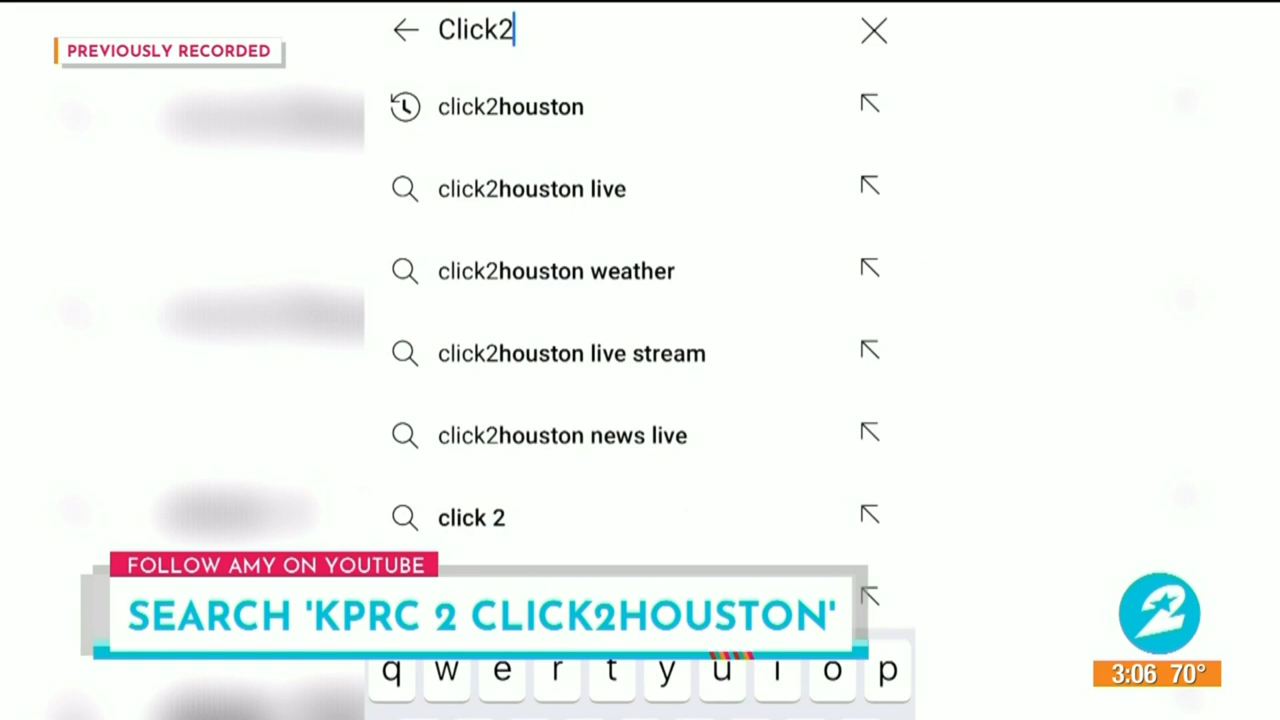 PREVIOUSLY RECORDED
Click2
click2houston
click2houston live
click2houston weather
click2houston live stream
click2houston news live
click 2
FOLLOW AMY ON YOUTUBE
SEARCH 'KPRC 2 CLICK2HOUSTON'
q w e r t y u i o p
2
3:06 70°